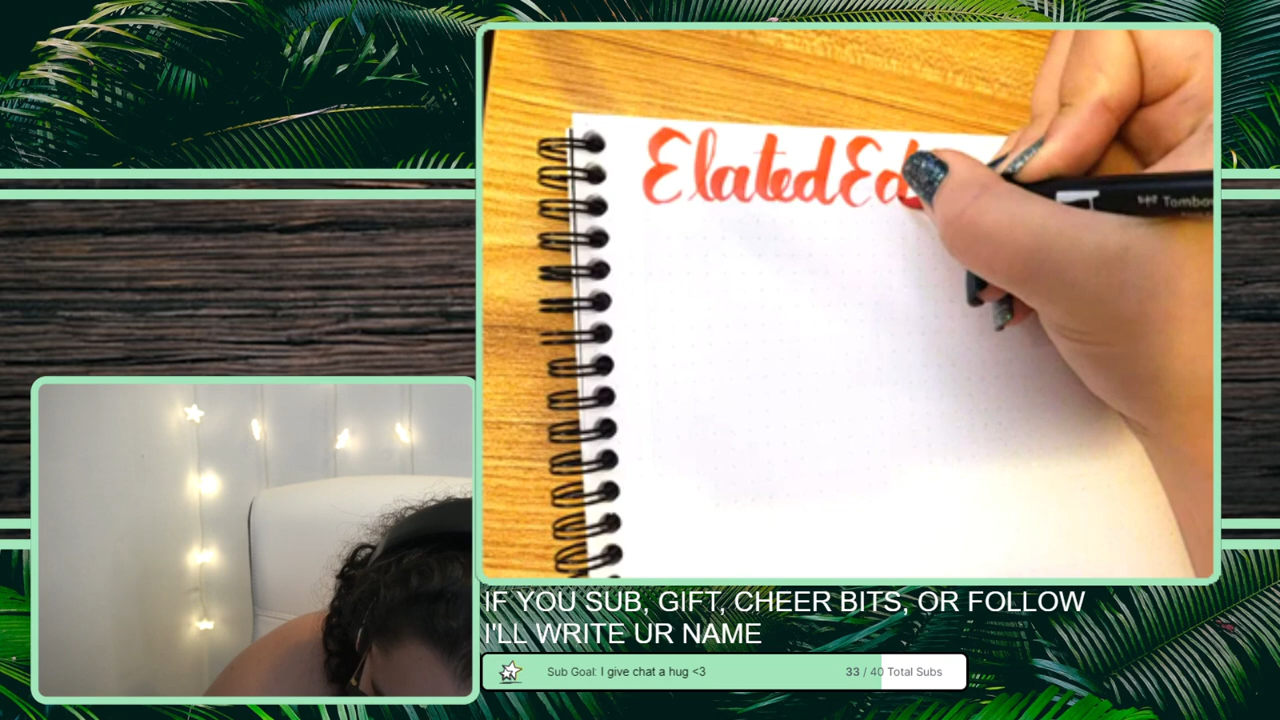 ElatedEd
Tombow
IF YOU SUB, GIFT, CHEER BITS, OR FOLLOW
I'LL WRITE UR NAME
Sub Goal: I give chat a hug <3 33 / 40 Total Subs